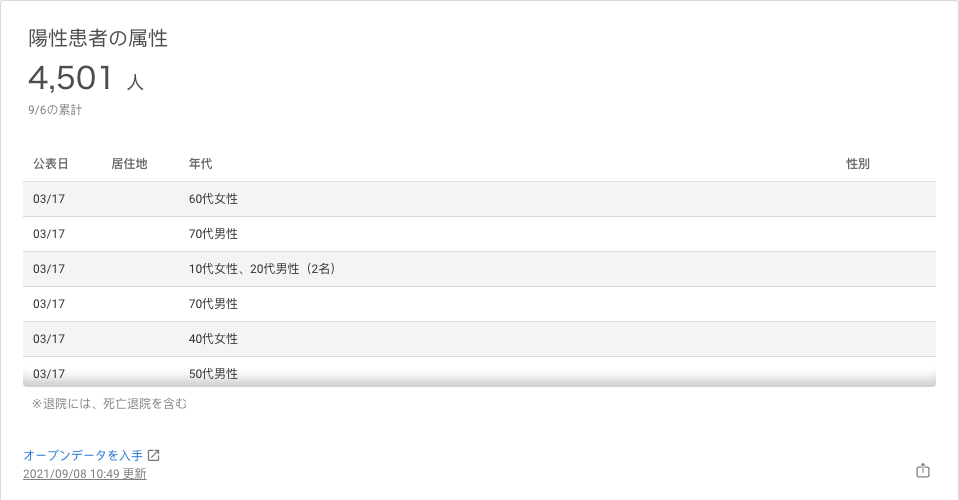 陽性患者の属性
4,501 人
9/6の累計
公表日 居住地 年代 性別
03/17 60代女性
03/17 70代男性
03/17 10代女性、20代男性（2名）
03/17 70代男性
03/17 40代女性
03/17 50代男性
※退院には、死亡退院を含む
オープンデータを入手
2021/09/08 10:49 更新